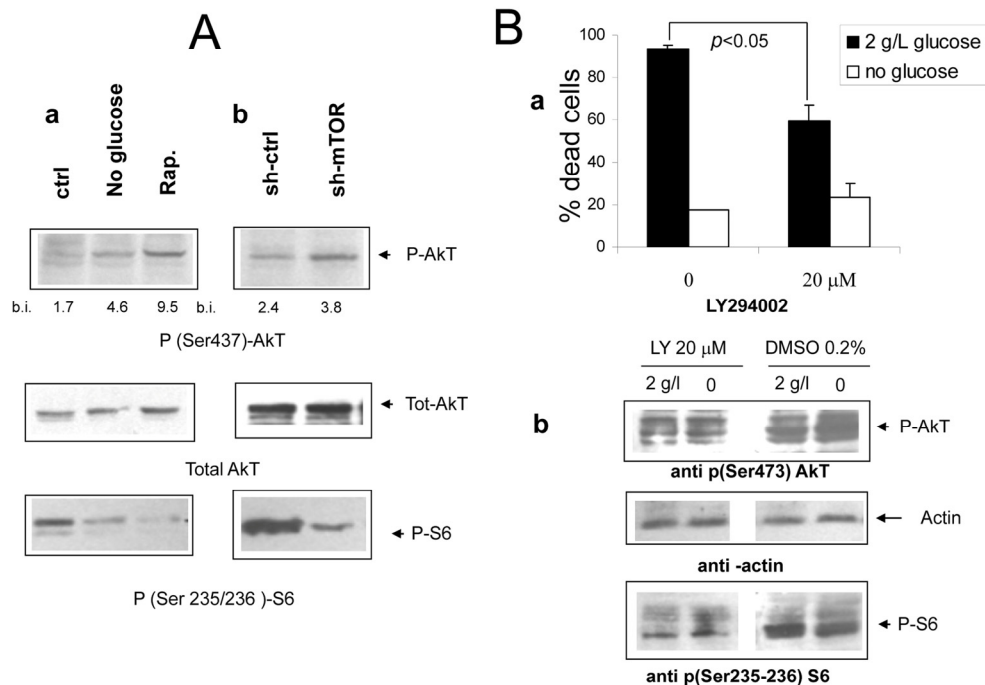 A
a
b
ctrl
No glucose
Rap.
sh-ctrl
sh-mTOR
P-AkT
b.i. 1.7 4.6 9.5 b.i. 2.4 3.8
P (Ser437)-AkT
Tot-AkT
Total AkT
P-S6
P (Ser 235/236 )-S6
B
a
% dead cells
100
80
60
40
20
0
p<0.05
2 g/L glucose
no glucose
0 20 μM
LY294002
b
LY 20 μM DMSO 0.2%
2 g/l 0 2 g/l 0
P-AkT
anti p(Ser473) AkT
Actin
anti -actin
P-S6
anti p(Ser235-236) S6